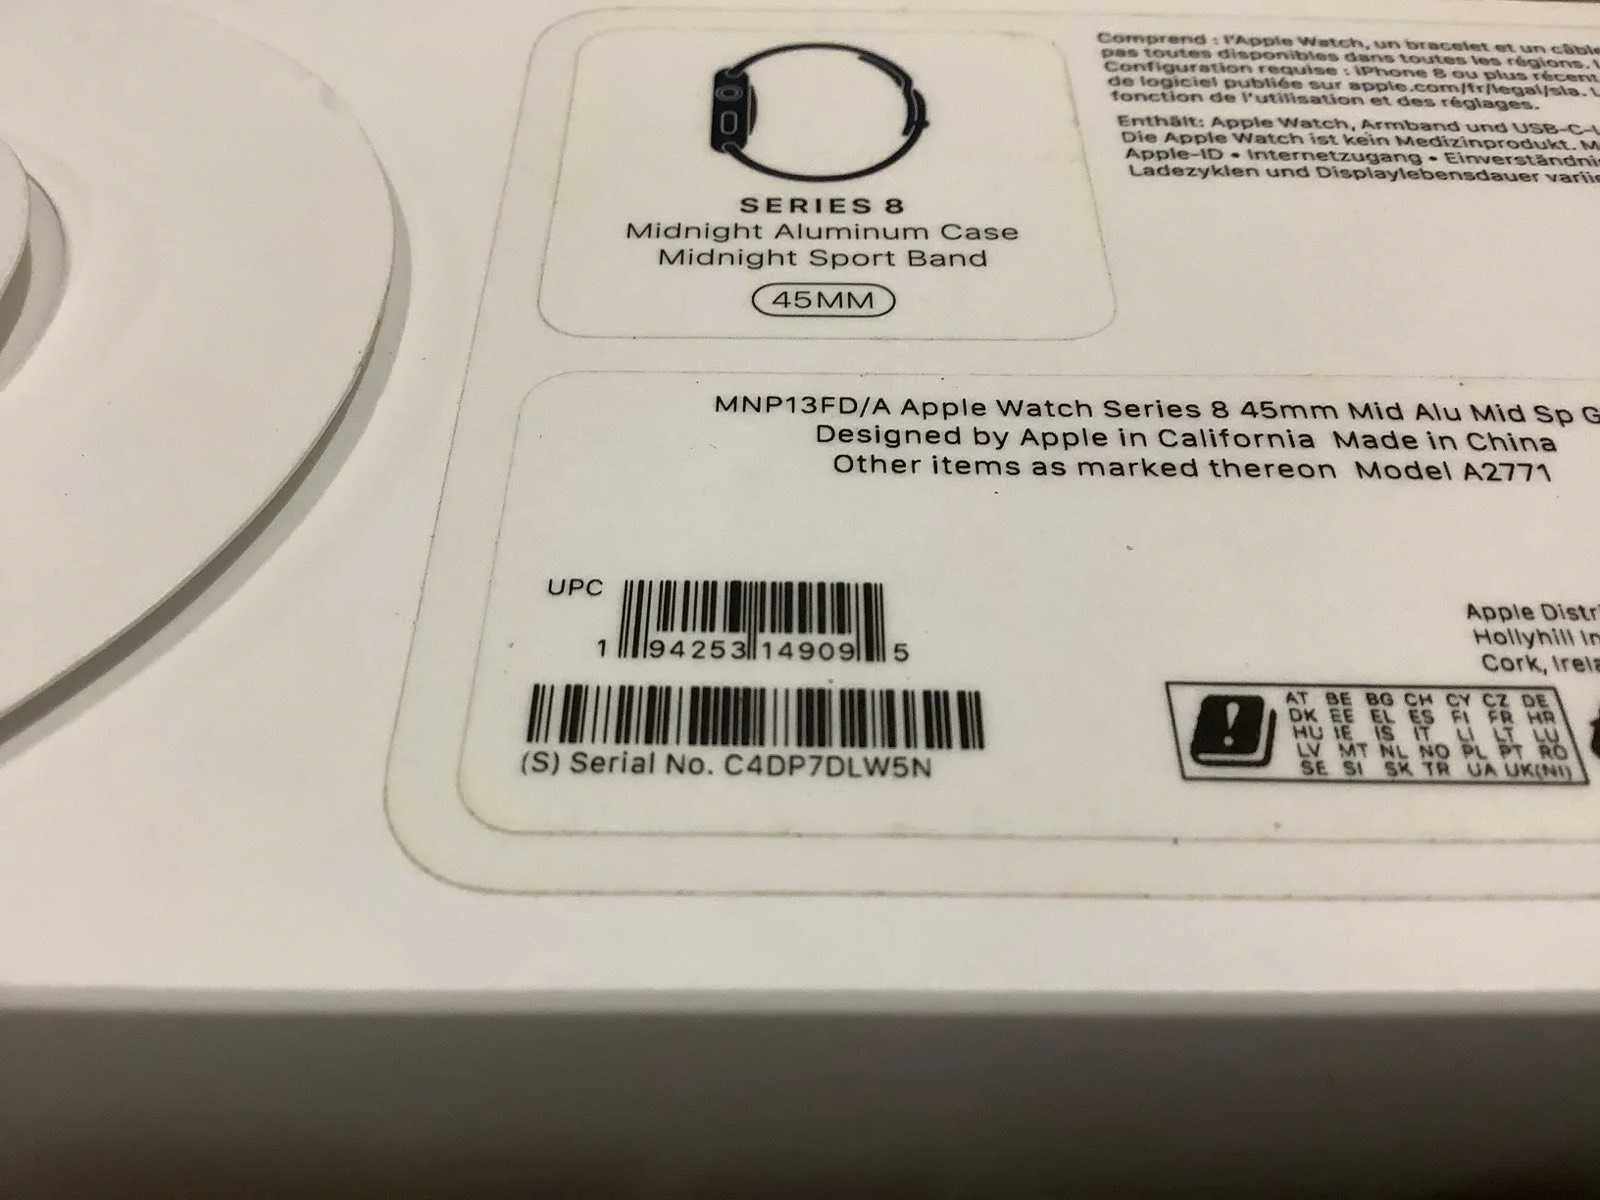 SERIES 8
Midnight Aluminum Case
Midnight Sport Band
45MM
Comprend : l'Apple Watch, un bracelet et un câble
pas toutes disponibles dans toutes les régions.
Configuration requise : iPhone 8 ou plus récent
de logiciel publiée sur apple.com/fr/legal/sla.
fonction de l'utilisation et des réglages.
Enthält: Apple Watch, Armband und USB-C-
Die Apple Watch ist kein Medizinprodukt.
Apple-ID • Internetzugang •
Ladezyklen und Displaylebensdauer
MNP13FD/A Apple Watch Series 8 45mm Mid Alu Mid Sp G
Designed by Apple in California Made in China
Other items as marked thereon Model A2771
UPC
1 94253 14909 5
(S) Serial No. C4DP7DLW5N
Apple
Hollyhill
Cork,
AT BE BG CH CY CZ DE
DK EE EL ES FI FR HR
HU IE IS IT LI LT LU
LV MT NL NO PL PT RO
SE SI SK TR UA UK(NI)